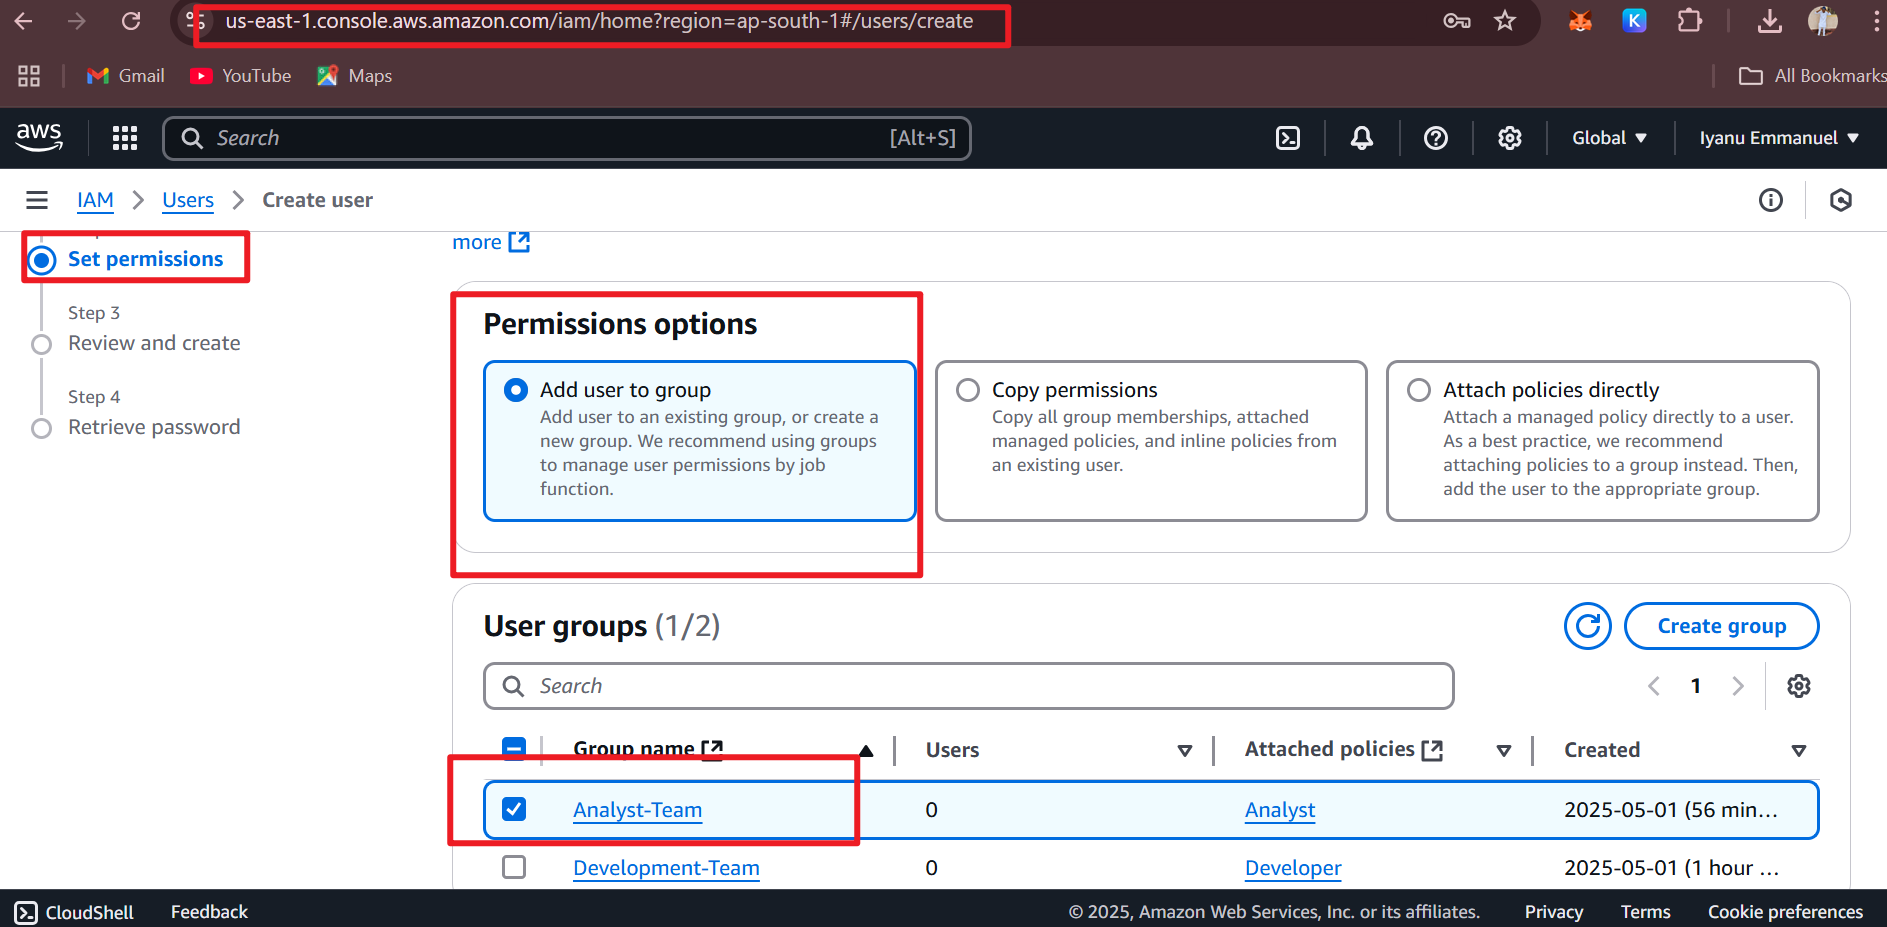 us-east-1.console.aws.amazon.com/iam/home?region=ap-south-1#/users/create
K
Gmail
YouTube
Maps
All Bookmarks
aws
Search
[Alt+S]
Global
Iyanu Emmanuel
IAM
Users
Create user
Set permissions
Step 3
Review and create
Step 4
Retrieve password
more
Permissions options
Add user to group
Add user to an existing group, or create a
new group. We recommend using groups
to manage user permissions by job
function.
Copy permissions
Copy all group memberships, attached
managed policies, and inline policies from
an existing user.
Attach policies directly
Attach a managed policy directly to a user.
As a best practice, we recommend
attaching policies to a group instead. Then,
add the user to the appropriate group.
User groups (1/2)
Create group
Search
1
Group name
Users
Attached policies
Created
Analyst-Team
0
Analyst
2025-05-01 (56 min...
Development-Team
0
Developer
2025-05-01 (1 hour ...
CloudShell
Feedback
© 2025, Amazon Web Services, Inc. or its affiliates.
Privacy
Terms
Cookie preferences